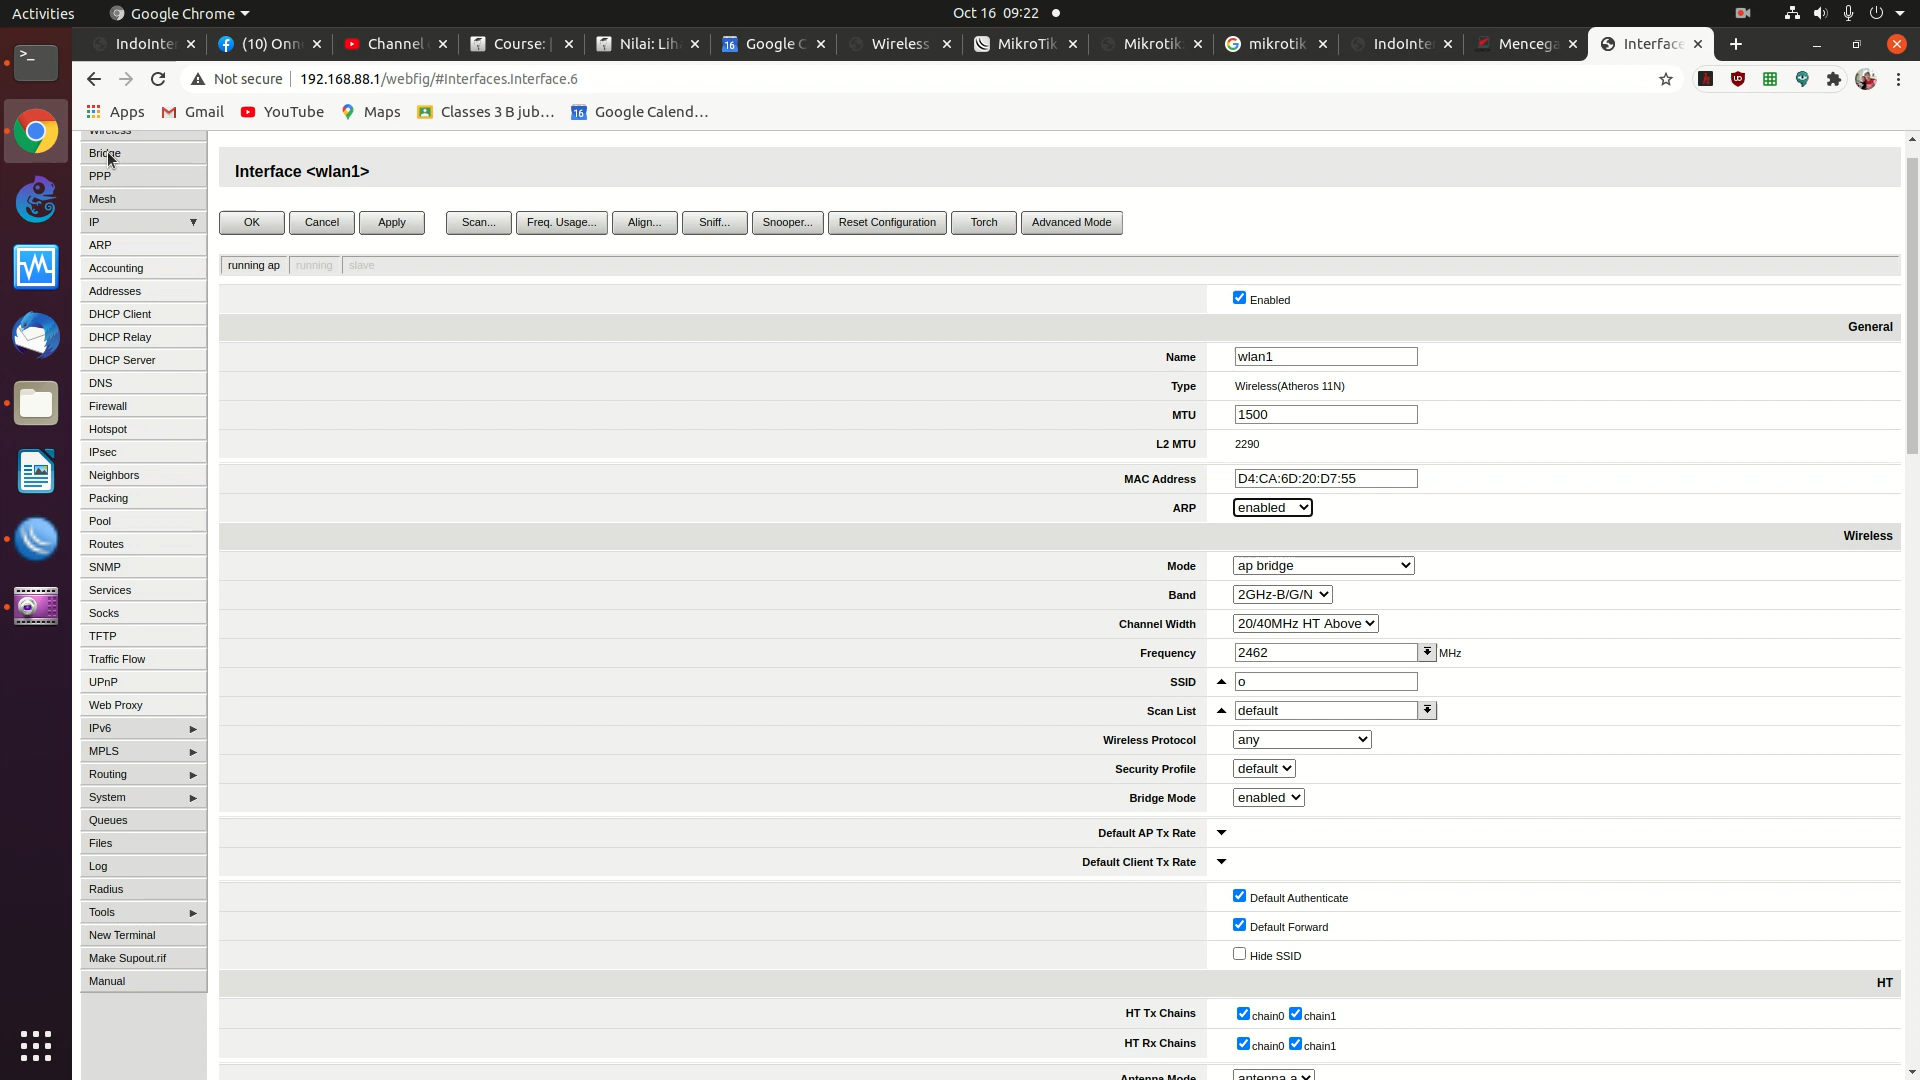 Activities Google Chrome Oct 16 09:22
IndoInter (10) Onn Channel Course: | Nilai: Lih Google C Wireless MikroTik Mikrotik mikrotik IndoInte Mencega Interface
Not secure 192.168.88.1/webfig/#Interfaces.Interface.6
Apps Gmail YouTube Maps Classes 3 B jub... Google Calend...
Wireless
Bridge
PPP
Mesh
IP
ARP
Accounting
Addresses
DHCP Client
DHCP Relay
DHCP Server
DNS
Firewall
Hotspot
IPsec
Neighbors
Packing
Pool
Routes
SNMP
Services
Socks
TFTP
Traffic Flow
UPnP
Web Proxy
IPv6
MPLS
Routing
System
Queues
Files
Log
Radius
Tools
New Terminal
Make Supout.rif
Manual
Interface <wlan1>
OK Cancel Apply Scan... Freq. Usage... Align... Sniff... Snooper... Reset Configuration Torch Advanced Mode
running ap running slave
Enabled
General
Name wlan1
Type Wireless(Atheros 11N)
MTU 1500
L2 MTU 2290
MAC Address D4:CA:6D:20:D7:55
ARP enabled
Wireless
Mode ap bridge
Band 2GHz-B/G/N
Channel Width 20/40MHz HT Above
Frequency 2462 MHz
SSID o
Scan List default
Wireless Protocol any
Security Profile default
Bridge Mode enabled
Default AP Tx Rate
Default Client Tx Rate
Default Authenticate
Default Forward
Hide SSID
HT
HT Tx Chains chain0 chain1
HT Rx Chains chain0 chain1
Antenna Mode antenna a